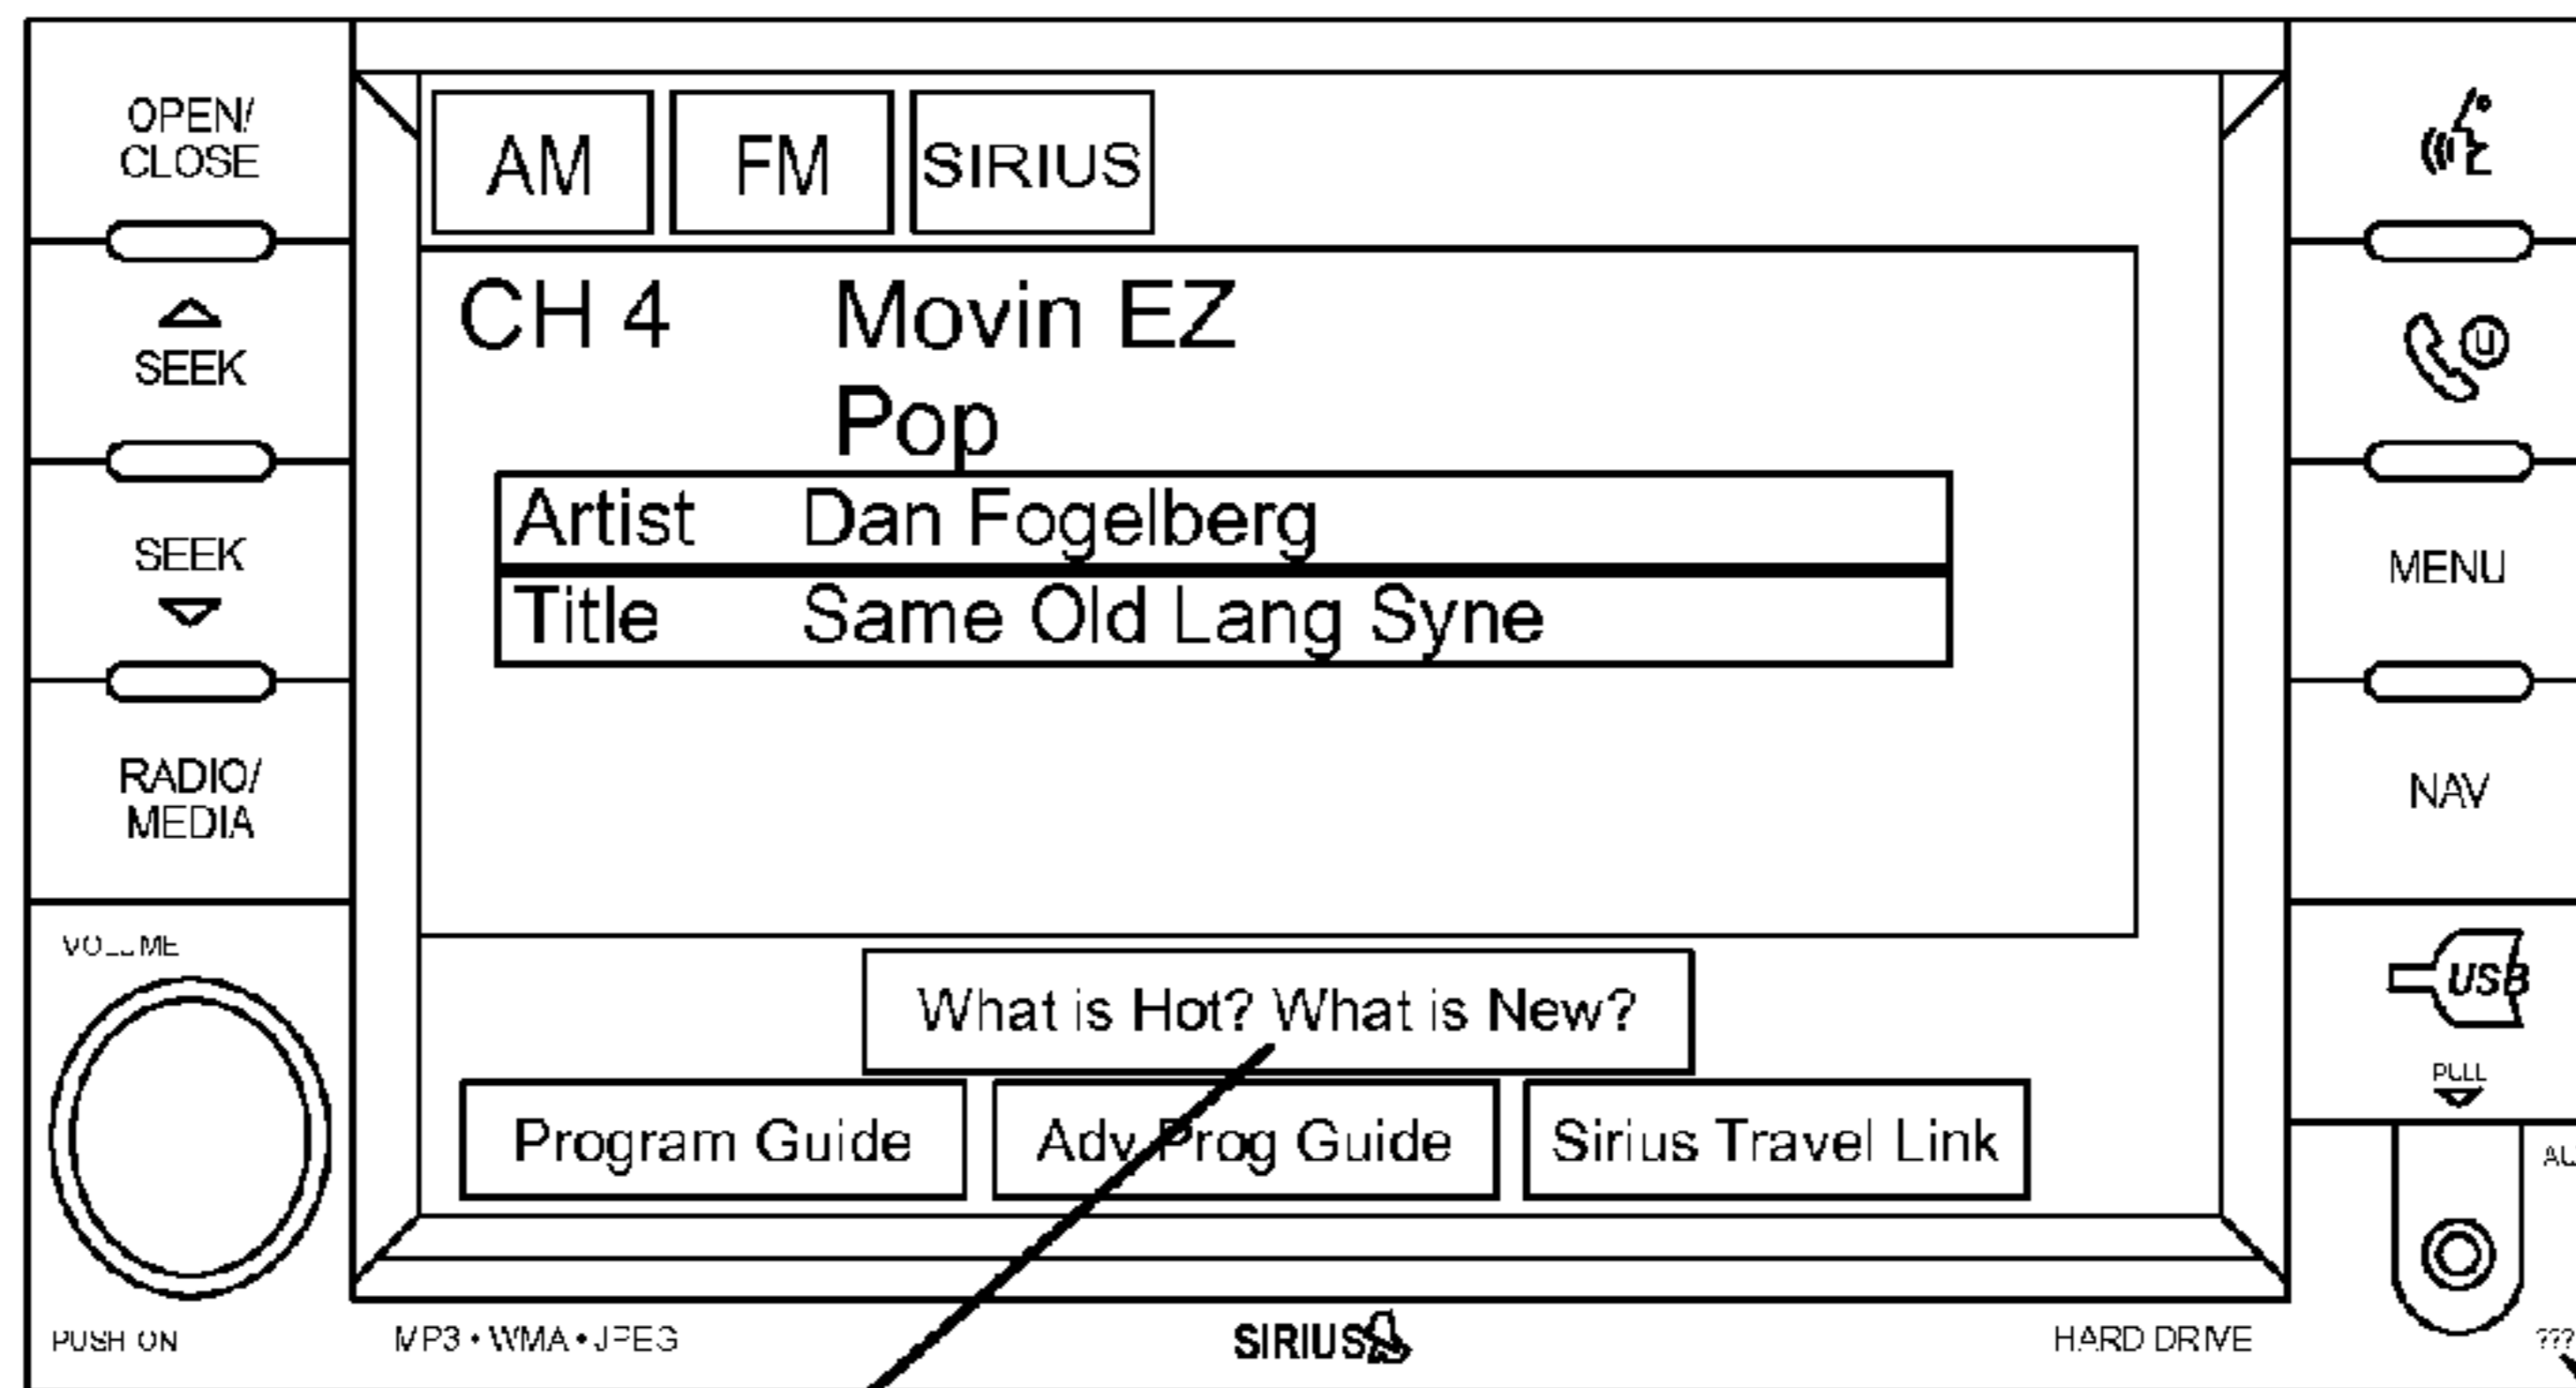 OPEN/
CLOSE
SEEK
SEEK
RADIO/
MEDIA
VOLUME
PUSH ON
AM FM SIRIUS
CH 4 Movin EZ
Pop
Artist Dan Fogelberg
Title Same Old Lang Syne
What is Hot? What is New?
Program Guide Adv Prog Guide Sirius Travel Link
MP3 • WMA • JPEG
SIRIUS
HARD DRIVE
U
MENU
NAV
USB
PULL
???